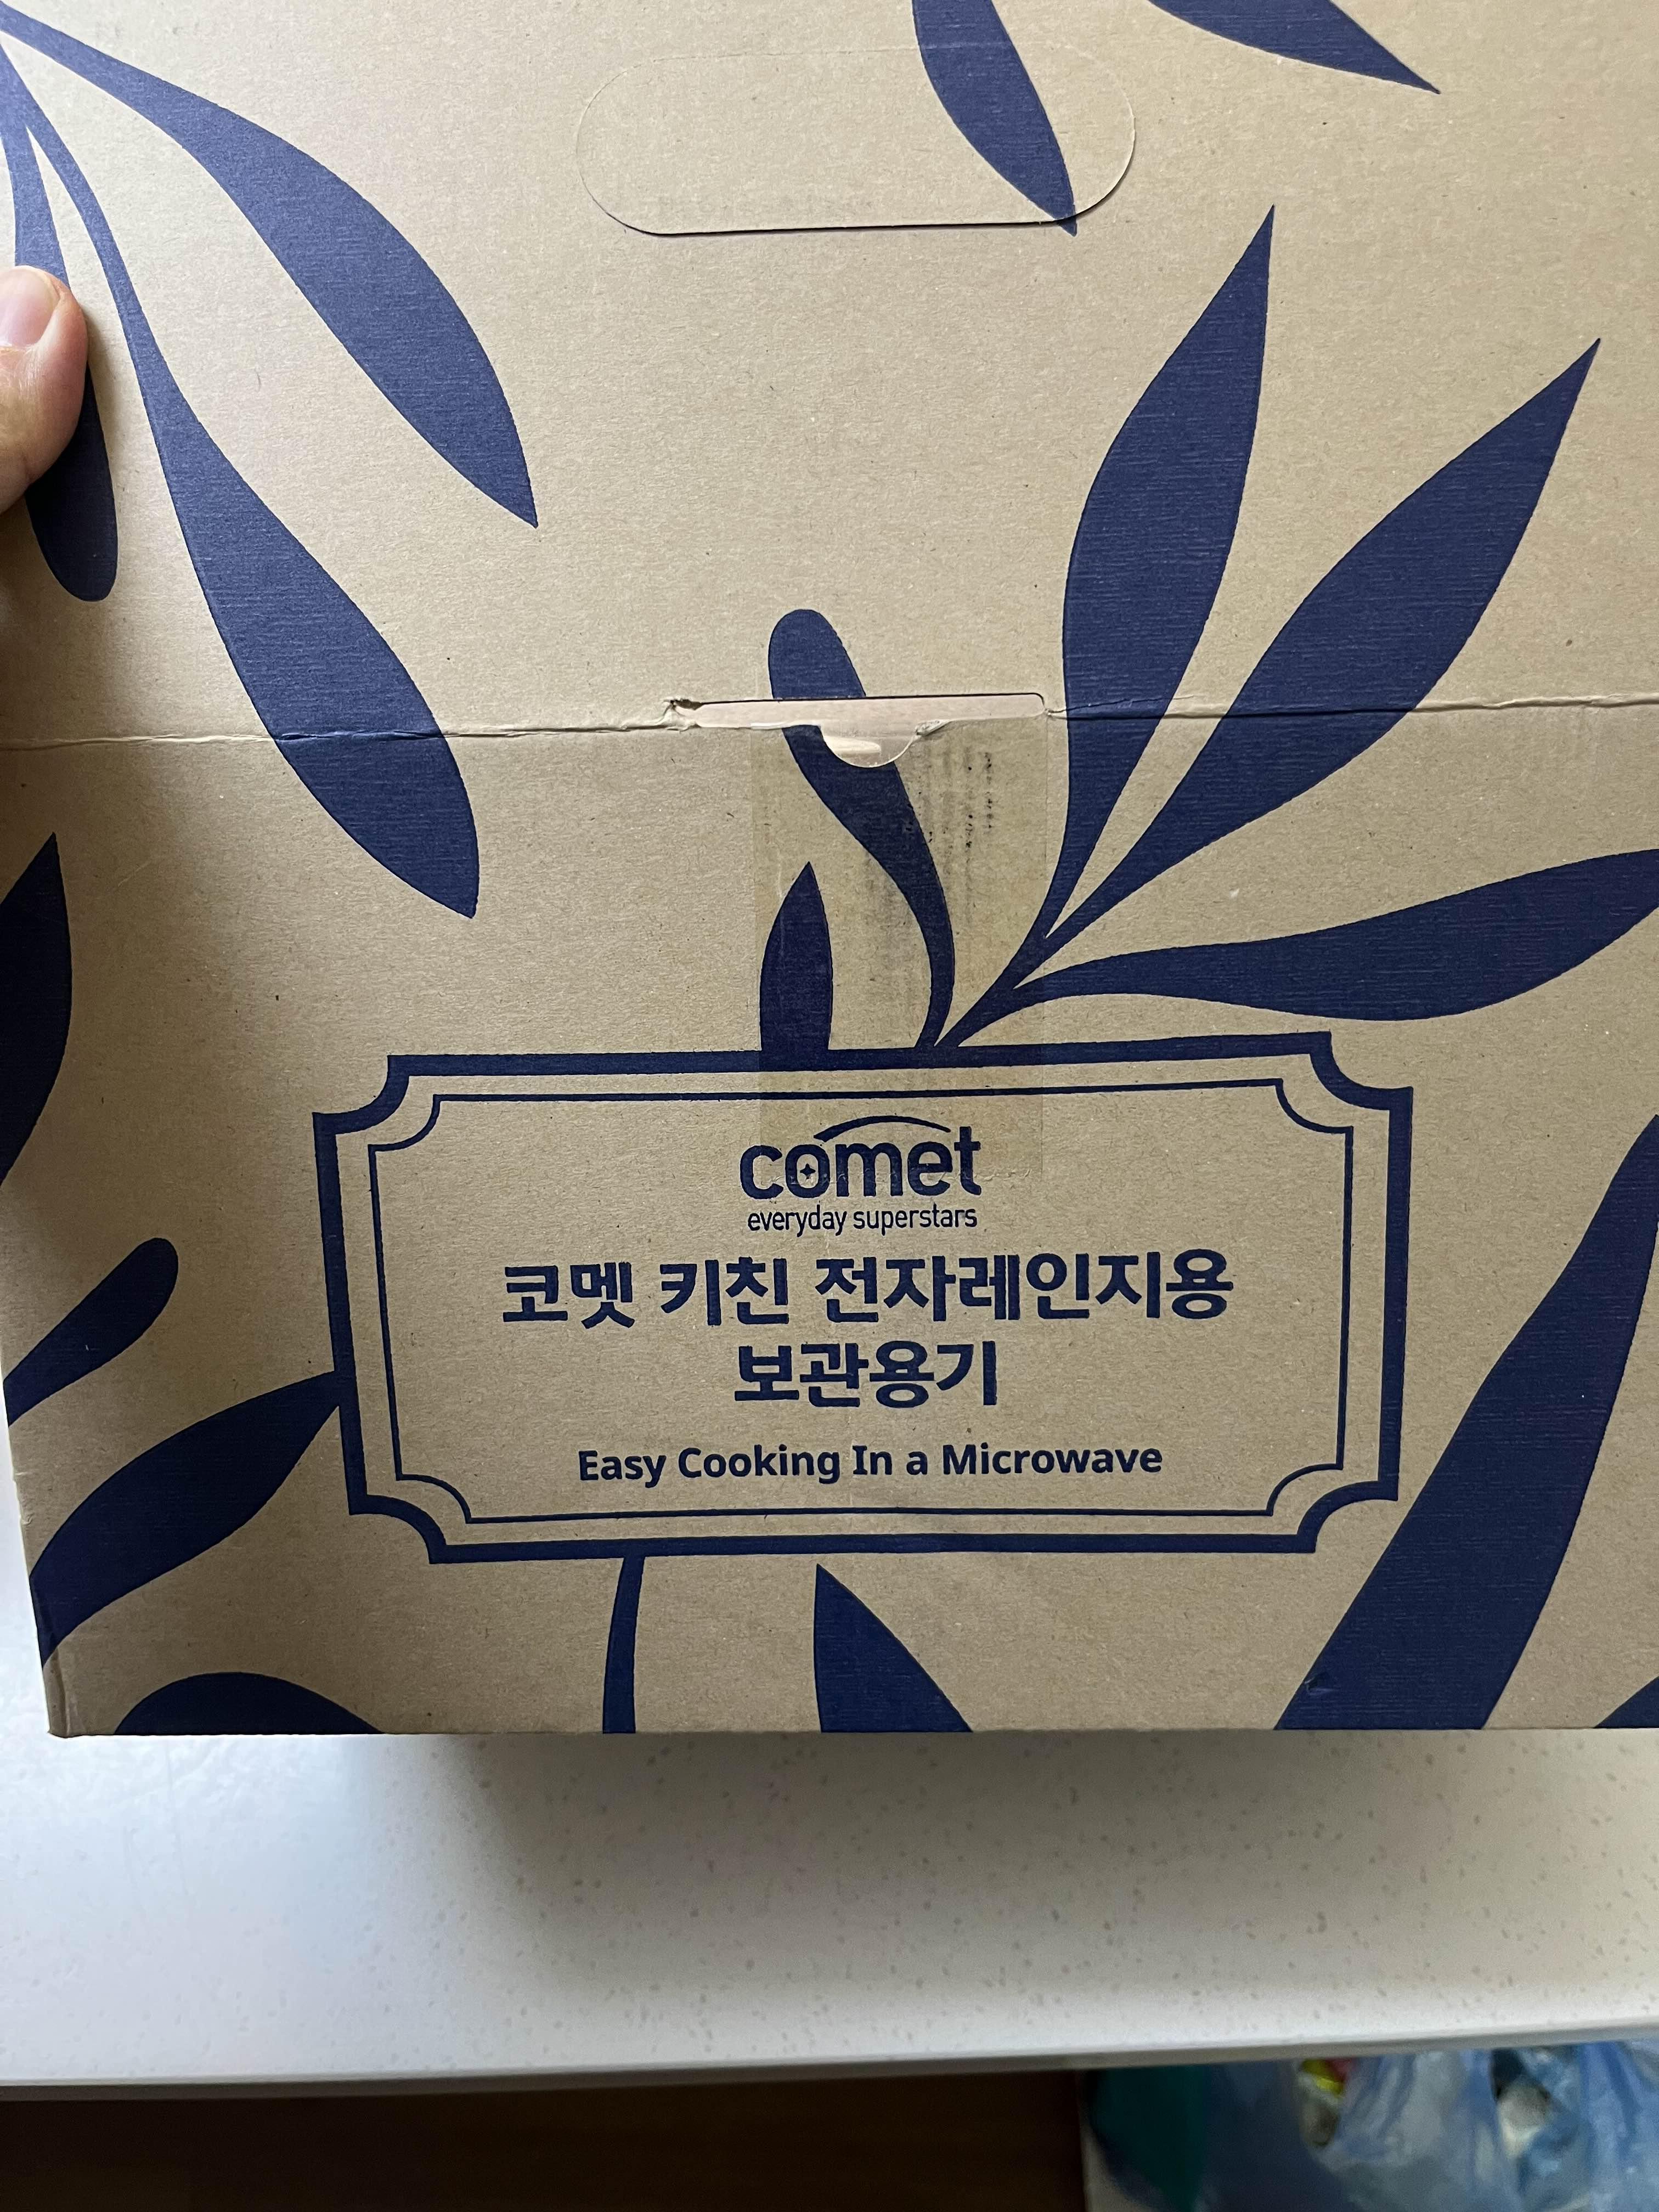 comet
everyday superstars
코멧 키친 전자레인지용
보관용기
Easy Cooking In a Microwave